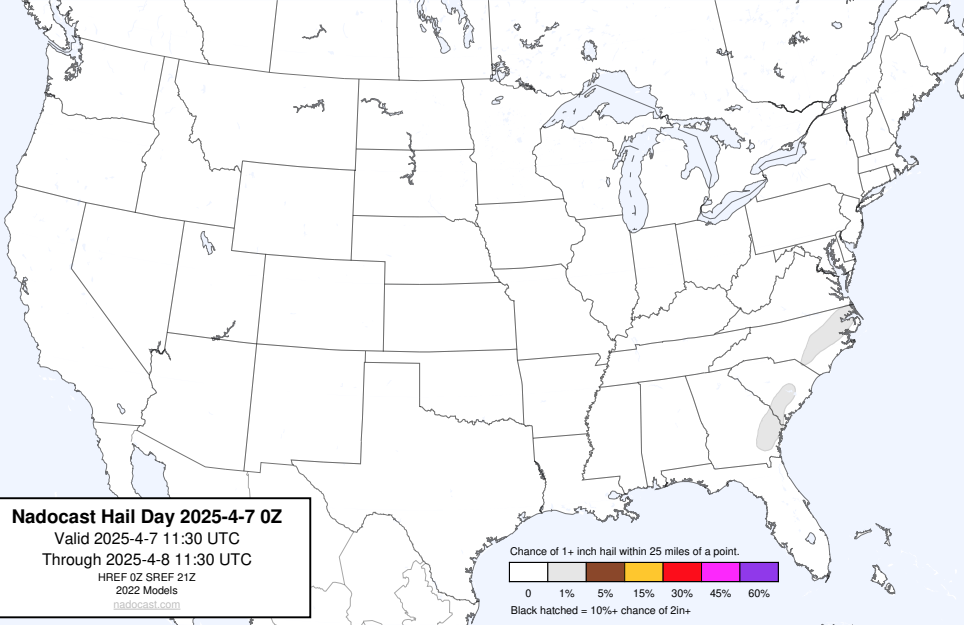 Nadocast Hail Day 2025-4-7 0Z
Valid 2025-4-7 11:30 UTC
Through 2025-4-8 11:30 UTC
HREF 0Z SREF 21Z
2022 Models
nadocast.com
Chance of 1+ inch hail within 25 miles of a point.
0 1% 5% 15% 30% 45% 60%
Black hatched = 10%+ chance of 2in+